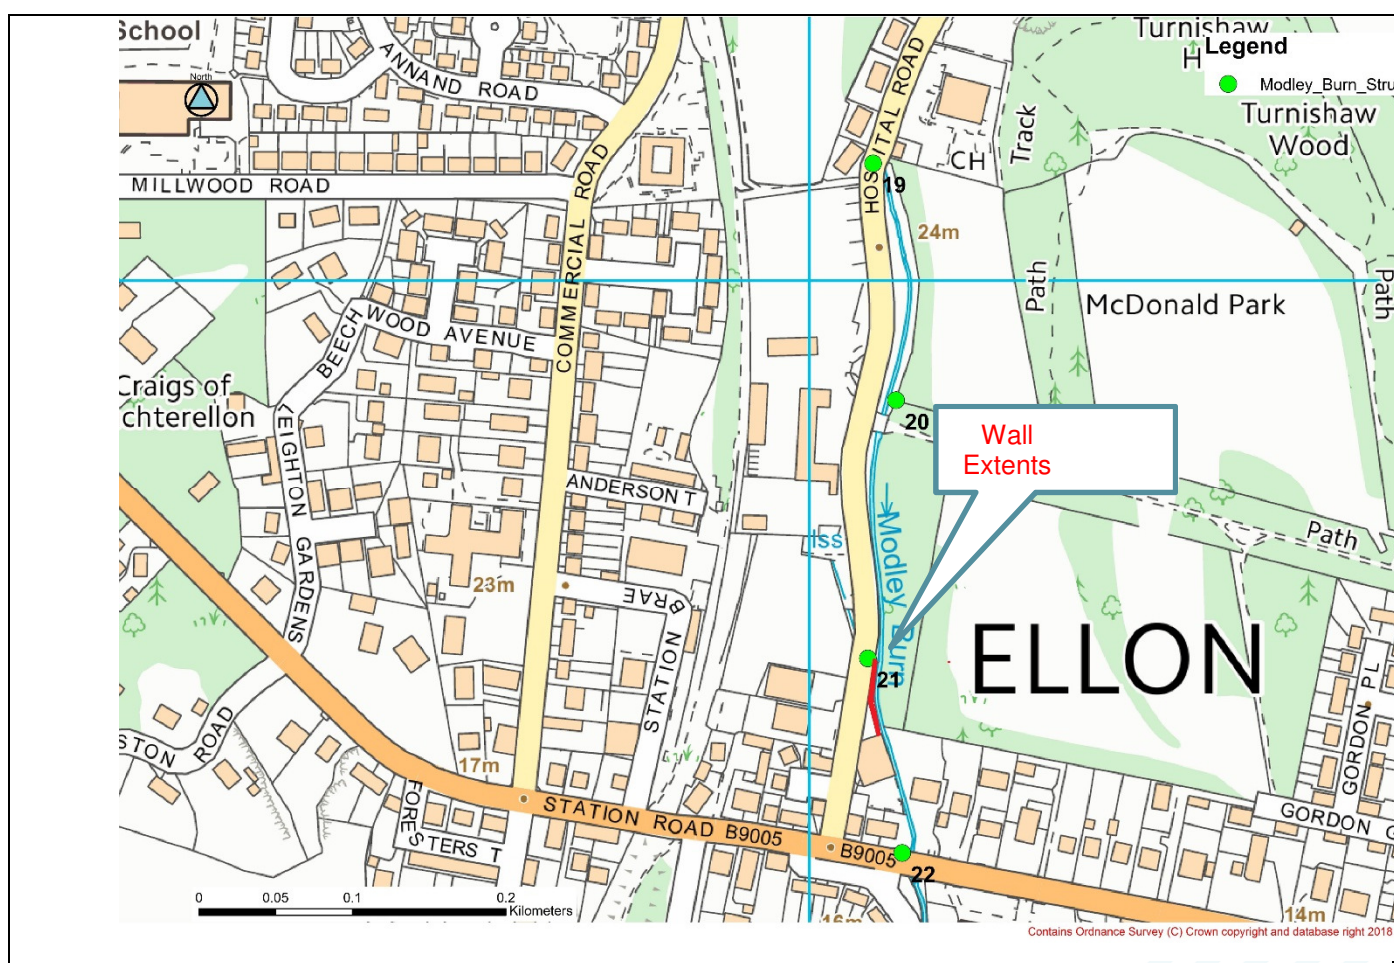 School
North
ANNAND ROAD
MILLWOOD ROAD
COMMERCIAL ROAD
HOSPITAL ROAD
Turnishaw
H
Legend
Modley_Burn_Stru
Turnishaw
Wood
Track
CH
19
24m
Path
McDonald Park
Path
BEECH
WOOD AVENUE
Craigs of
chterellon
LEIGHTON GARDENS
20
Wall
Extents
ANDERSON T
Iss
Modley Burn
Path
23m
STATION BRAE
ELLON
21
STON ROAD
17m
GORDON PL
GORDON
FORESTERS T
STATION ROAD B9005
B9005
22
0 0.05 0.1 0.2
Kilometers
16m
14m
Contains Ordnance Survey (C) Crown copyright and database right 2018